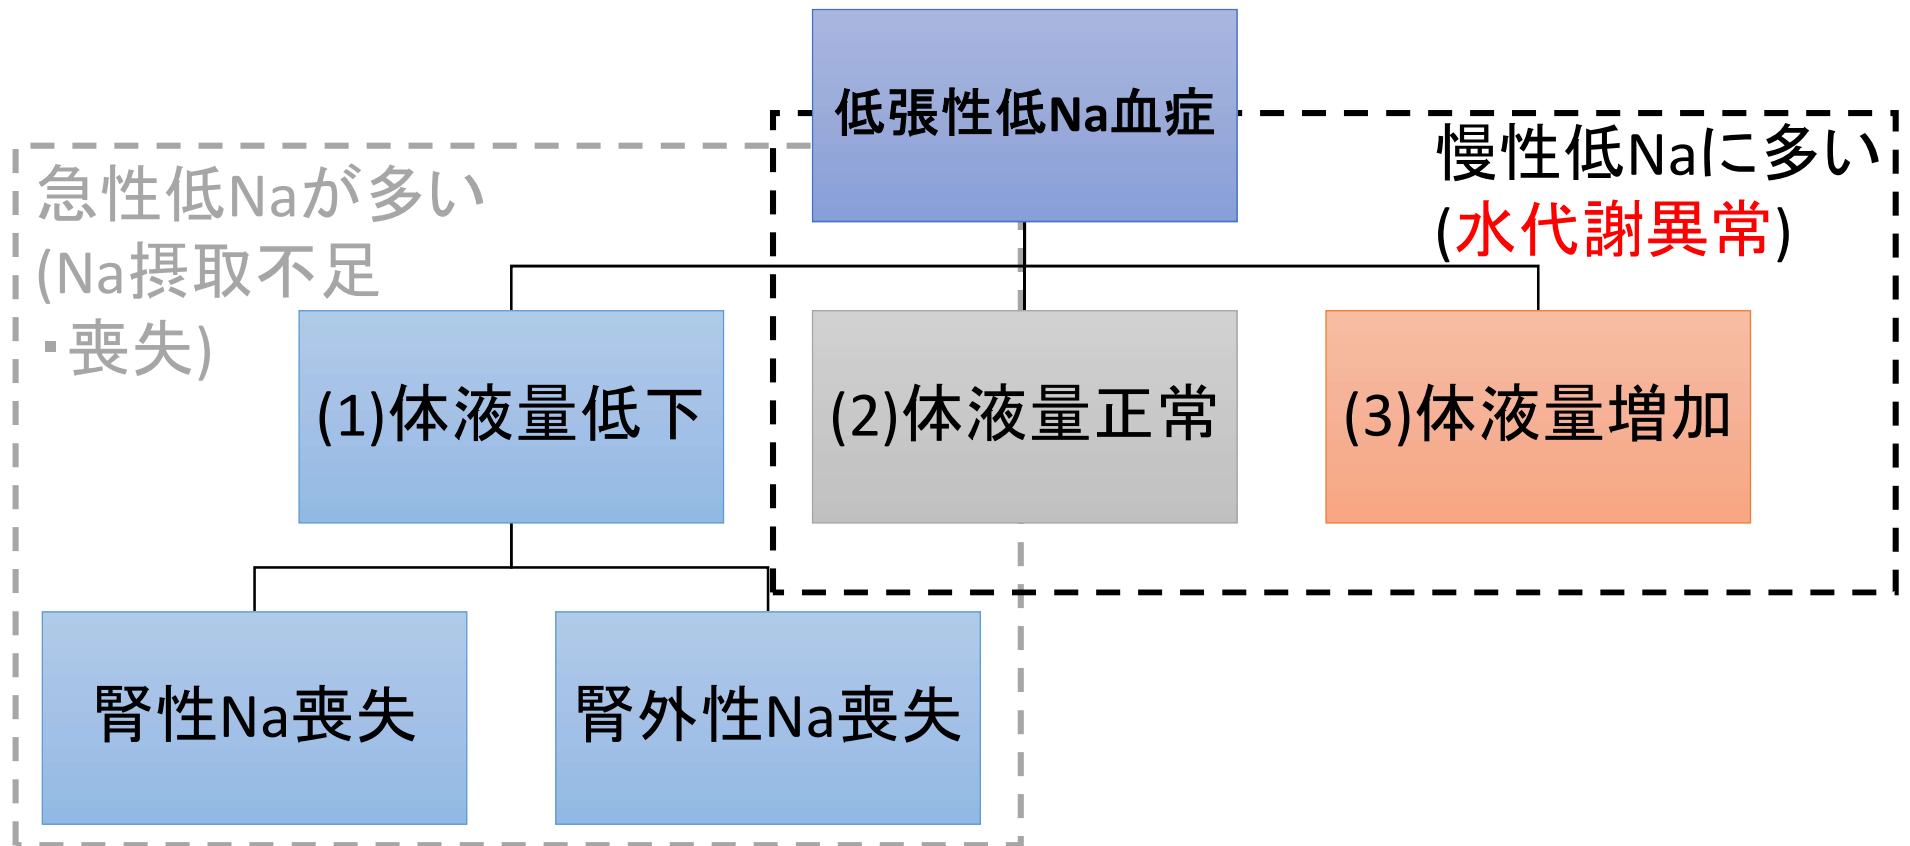 低張性低Na血症
慢性低Naに多い
(水代謝異常)
急性低Naが多い
(Na摂取不足
・喪失)
(1)体液量低下
(2)体液量正常
(3)体液量増加
腎性Na喪失
腎外性Na喪失